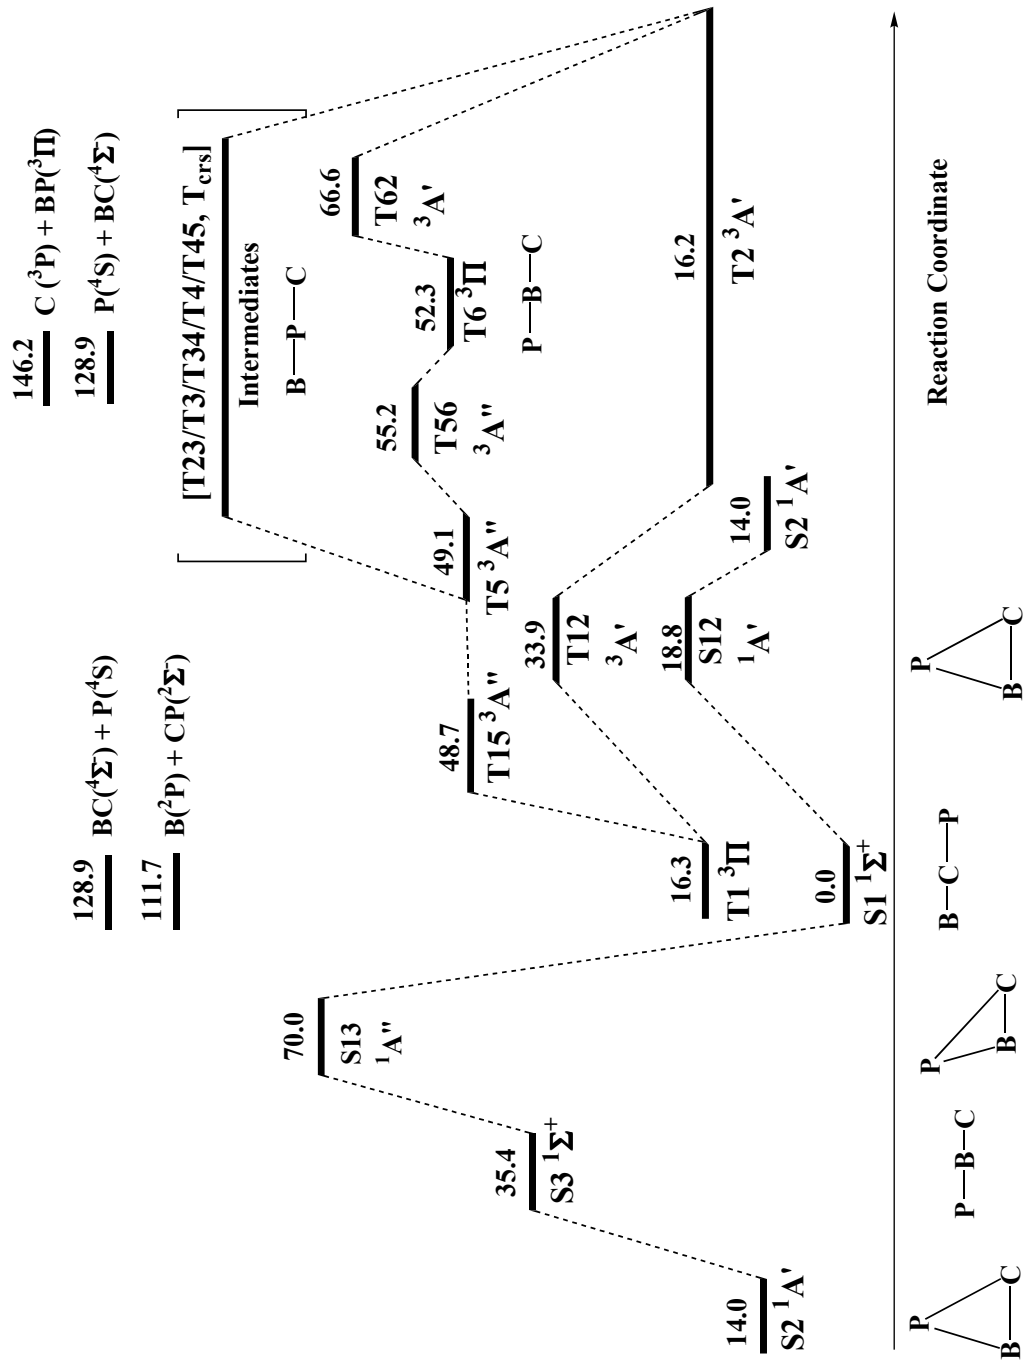 146.2
C (³P) + BP(³Π)
128.9
P(⁴S) + BC(⁴Σ⁻)
128.9
BC(⁴Σ⁻) + P(⁴S)
111.7
B(²P) + CP(²Σ⁻)
[T23/T3/T34/T4/T45, Tcrs]
Intermediates
B—P—C
70.0
S13
¹A"
66.6
T62
³A'
55.2
T56
³A"
52.3
T6 ³Π
P—B—C
49.1
T5 ³A"
48.7
T15 ³A"
35.4
S3 ¹Σ⁺
33.9
T12
³A'
16.2
T2 ³A'
16.3
T1 ³Π
18.8
S12
¹A'
14.0
S2 ¹A'
14.0
S2 ¹A'
0.0
S1 ¹Σ⁺
Reaction Coordinate
P
B
C
P—B—C
P
B
C
B—C—P
P
B
C